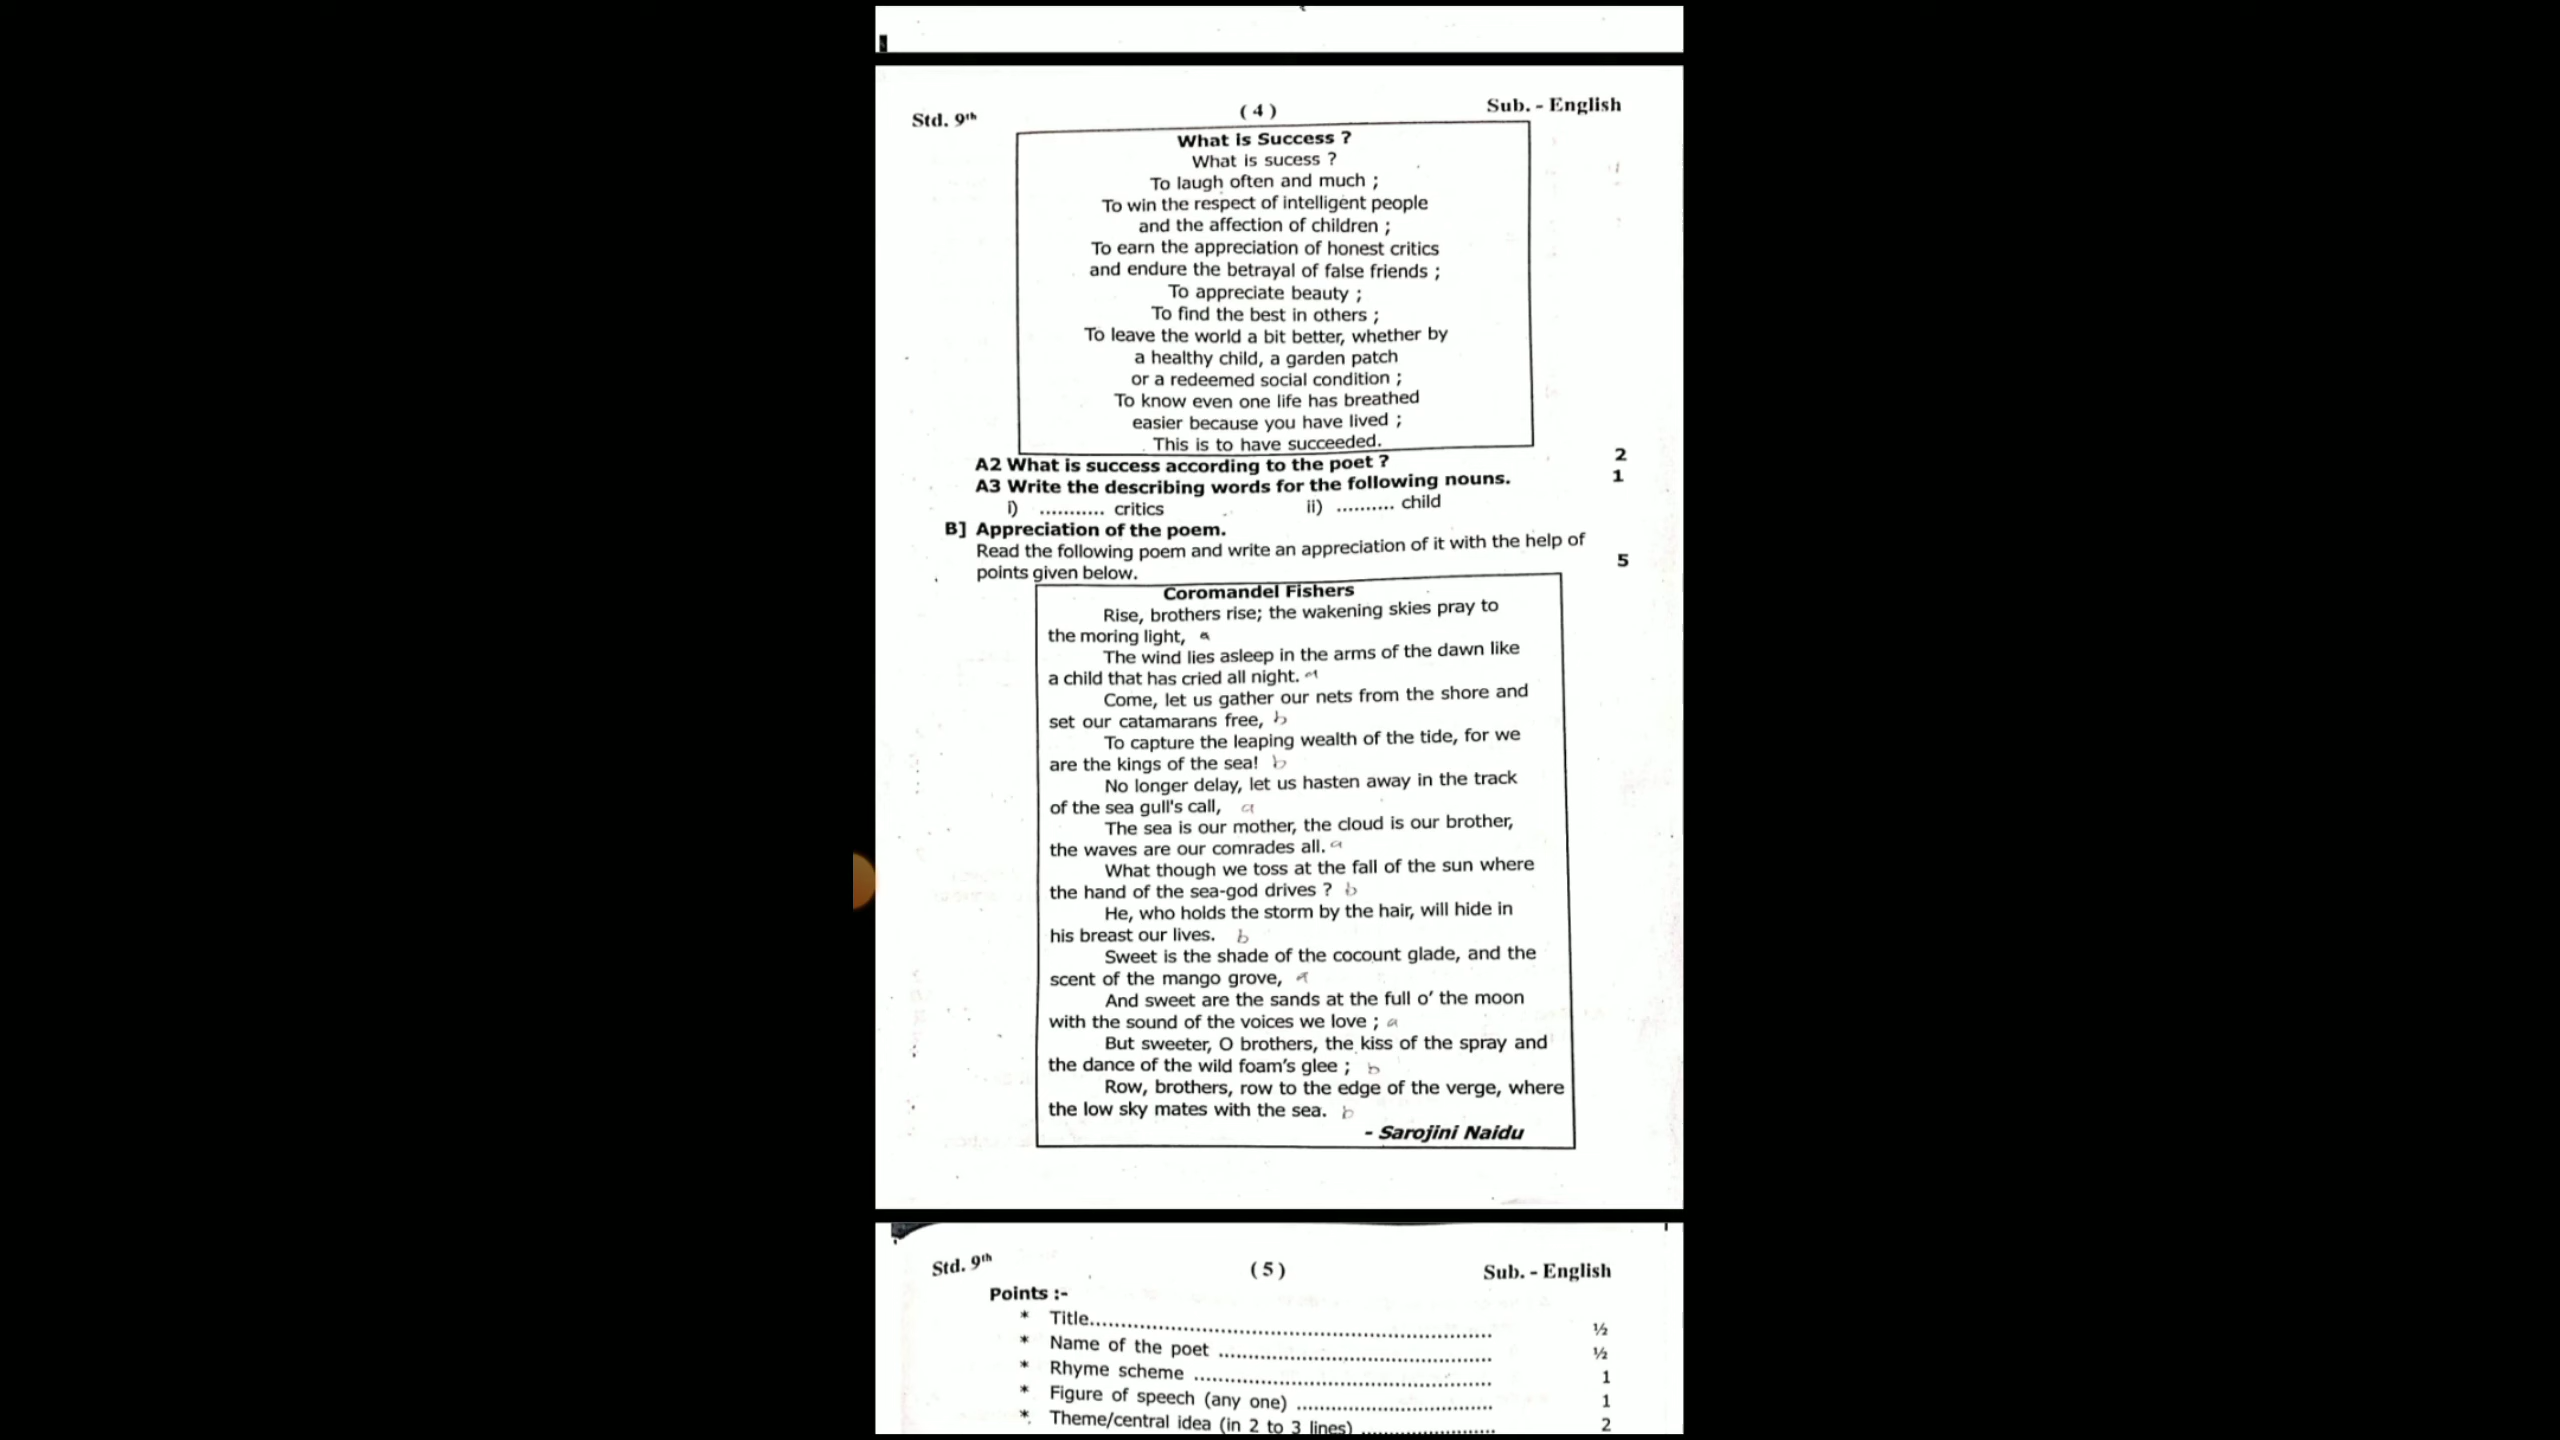 Std. 9th
( 4 )
Sub. - English
What is Success ?
What is sucess ?
To laugh often and much ;
To win the respect of intelligent people
and the affection of children ;
To earn the appreciation of honest critics
and endure the betrayal of false friends ;
To appreciate beauty ;
To find the best in others ;
To leave the world a bit better, whether by
a healthy child, a garden patch
or a redeemed social condition ;
To know even one life has breathed
easier because you have lived ;
This is to have succeeded.
A2 What is success according to the poet ? 2
A3 Write the describing words for the following nouns. 1
i) ........... critics ii) .......... child
B] Appreciation of the poem.
Read the following poem and write an appreciation of it with the help of
points given below. 5
Coromandel Fishers
Rise, brothers rise; the wakening skies pray to
the moring light, a
The wind lies asleep in the arms of the dawn like
a child that has cried all night. a
Come, let us gather our nets from the shore and
set our catamarans free, b
To capture the leaping wealth of the tide, for we
are the kings of the sea! b
No longer delay, let us hasten away in the track
of the sea gull's call, a
The sea is our mother, the cloud is our brother,
the waves are our comrades all. a
What though we toss at the fall of the sun where
the hand of the sea-god drives ? b
He, who holds the storm by the hair, will hide in
his breast our lives. b
Sweet is the shade of the cocount glade, and the
scent of the mango grove, a
And sweet are the sands at the full o' the moon
with the sound of the voices we love ; a
But sweeter, O brothers, the kiss of the spray and
the dance of the wild foam's glee ; b
Row, brothers, row to the edge of the verge, where
the low sky mates with the sea. b
- Sarojini Naidu
Std. 9th
( 5 )
Sub. - English
Points :-
* Title.................................................................. ½
* Name of the poet ............................................. ½
* Rhyme scheme ................................................ 1
* Figure of speech (any one) ................................ 1
* Theme/central idea (in 2 to 3 lines) ...................... 2